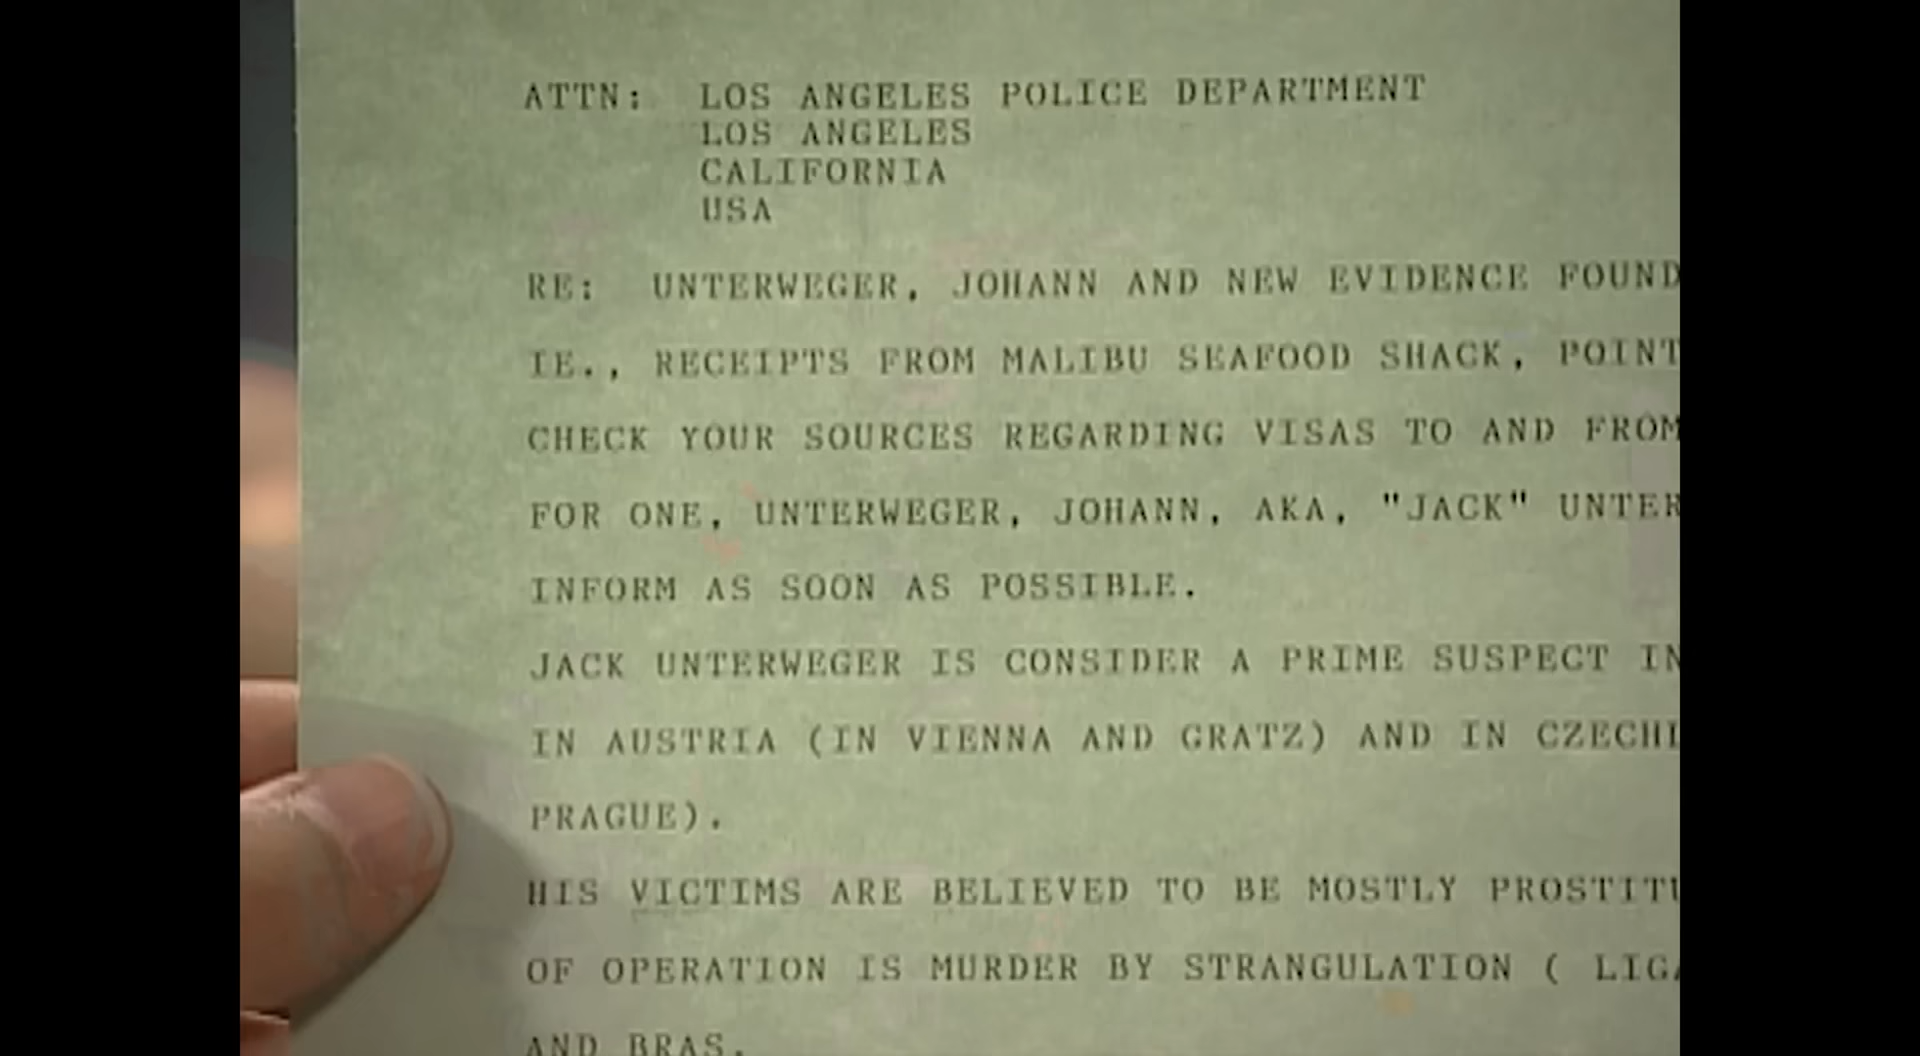 ATTN: LOS ANGELES POLICE DEPARTMENT
LOS ANGELES
CALIFORNIA
USA
RE: UNTERWEGER, JOHANN AND NEW EVIDENCE FOUND
IE., RECEIPTS FROM MALIBU SEAFOOD SHACK, POINT
CHECK YOUR SOURCES REGARDING VISAS TO AND FROM
FOR ONE, UNTERWEGER, JOHANN, AKA, "JACK" UNTER
INFORM AS SOON AS POSSIBLE.
JACK UNTERWEGER IS CONSIDER A PRIME SUSPECT IN
IN AUSTRIA (IN VIENNA AND GRATZ) AND IN CZECH
PRAGUE).
HIS VICTIMS ARE BELIEVED TO BE MOSTLY PROSTIT
OF OPERATION IS MURDER BY STRANGULATION ( LIG
AND BRAS.